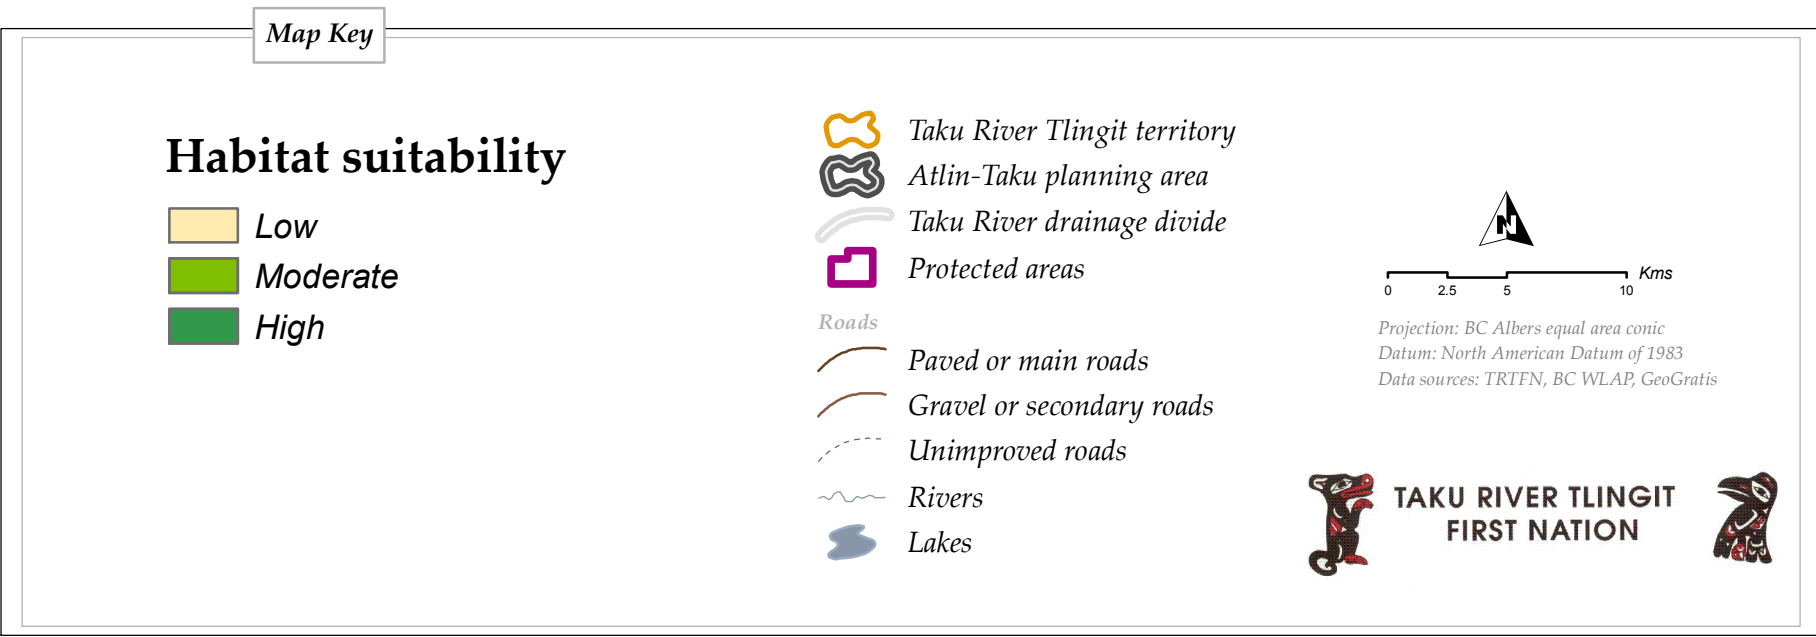 Map Key
Habitat suitability
Low
Moderate
High
Taku River Tlingit territory
Atlin-Taku planning area
Taku River drainage divide
Protected areas
Roads
Paved or main roads
Gravel or secondary roads
Unimproved roads
Rivers
Lakes
N
Kms
0 2.5 5 10
Projection: BC Albers equal area conic
Datum: North American Datum of 1983
Data sources: TRTFN, BC WLAP, GeoGratis
TAKU RIVER TLINGIT
FIRST NATION